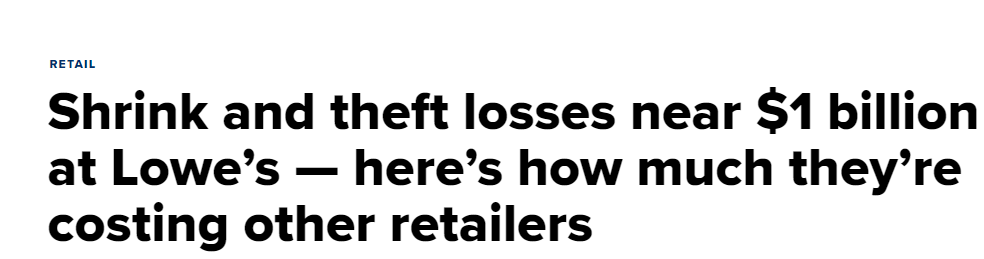 RETAIL
Shrink and theft losses near $1 billion
at Lowe’s — here’s how much they’re
costing other retailers